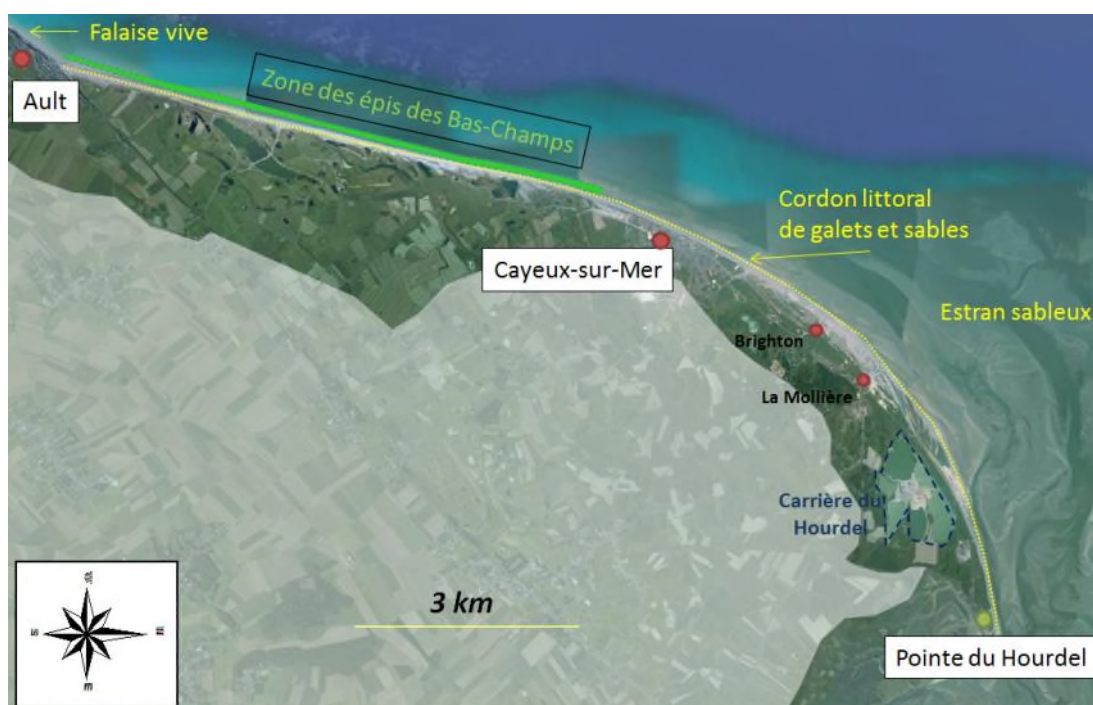 Falaise vive
Ault
Zone des épis des Bas-Champs
Cordon littoral
de galets et sables
Cayeux-sur-Mer
Estran sableux
Brighton
La Mollière
Carrière du
Hourdel
3 km
Pointe du Hourdel